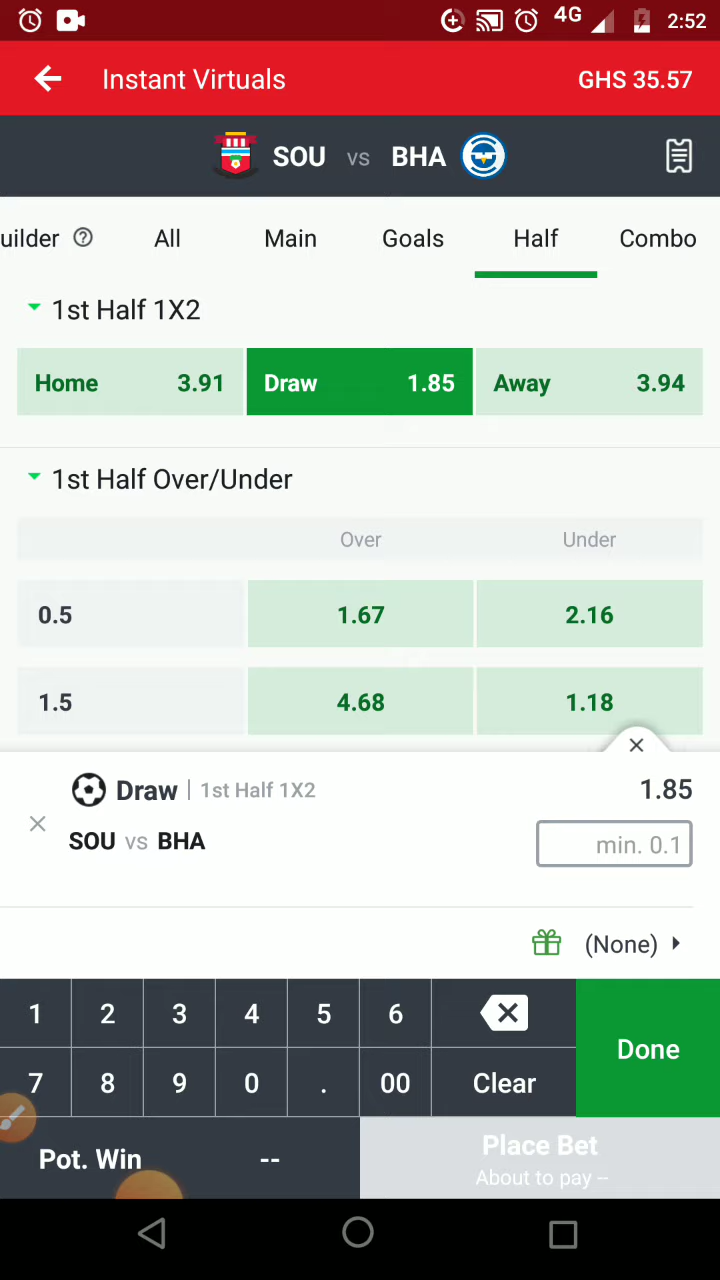 4G 2:52
Instant Virtuals GHS 35.57
SOU vs BHA
uilder ? All Main Goals Half Combo
1st Half 1X2
Home 3.91 Draw 1.85 Away 3.94
1st Half Over/Under
Over Under
0.5 1.67 2.16
1.5 4.68 1.18
Draw | 1st Half 1X2 1.85
SOU vs BHA min. 0.1
(None)
1 2 3 4 5 6
Done
7 8 9 0 . 00 Clear
Pot. Win -- Place Bet
About to pay --